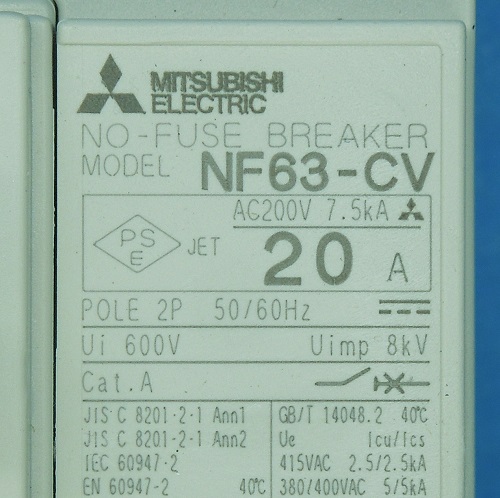 MITSUBISHI
ELECTRIC
NO-FUSE BREAKER
MODEL NF63-CV
AC200V 7.5kA
PS
E
JET
20 A
POLE 2P 50/60Hz
Ui 600V Uimp 8kV
Cat.A
JIS C 8201-2-1 Ann1
JIS C 8201-2-1 Ann2
IEC 60947-2
EN 60947-2 40℃
GB/T 14048.2 40℃
Ue Icu/Ics
415VAC 2.5/2.5kA
380/400VAC 5/5kA